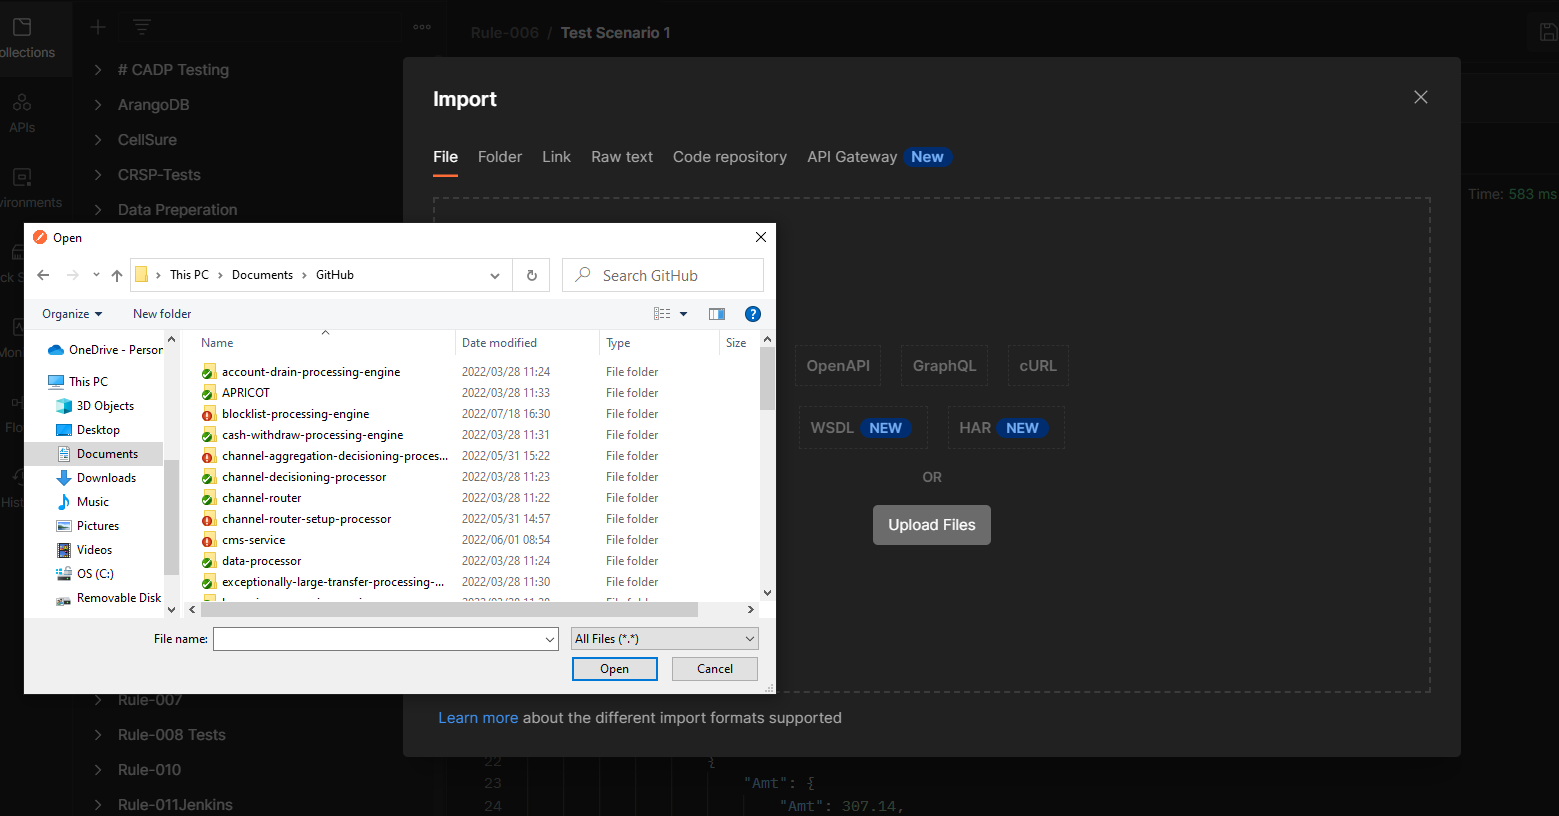 Rule-006 / Test Scenario 1
ollections
# CADP Testing
ArangoDB
CellSure
CRSP-Tests
Data Preperation
APIs
vironments
Import
File Folder Link Raw text Code repository API Gateway New
Time: 583 ms
Open
This PC > Documents > GitHub
Search GitHub
Organize New folder
Name Date modified Type Size
OneDrive - Person
This PC
3D Objects
Desktop
Documents
Downloads
Music
Pictures
Videos
OS (C:)
Removable Disk
account-drain-processing-engine 2022/03/28 11:24 File folder
APRICOT 2022/03/28 11:33 File folder
blocklist-processing-engine 2022/07/18 16:30 File folder
cash-withdraw-processing-engine 2022/03/28 11:31 File folder
channel-aggregation-decisioning-proces... 2022/05/31 15:22 File folder
channel-decisioning-processor 2022/03/28 11:23 File folder
channel-router 2022/03/28 11:22 File folder
channel-router-setup-processor 2022/05/31 14:57 File folder
cms-service 2022/06/01 08:54 File folder
data-processor 2022/03/28 11:24 File folder
exceptionally-large-transfer-processing-... 2022/03/28 11:30 File folder
File name:
All Files (*.*)
Open Cancel
OpenAPI GraphQL cURL
WSDL NEW HAR NEW
OR
Upload Files
Learn more about the different import formats supported
ck S
Mon
Flo
Hist
Rule-007
Rule-008 Tests
Rule-010
Rule-011Jenkins
22 {
23 "Amt": {
24 "Amt": 307.14,